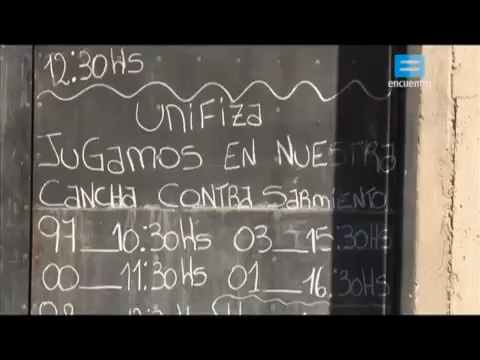 12:30HS
UNIFIZA
JUGAMOS EN NUESTRA
CANCHA CONTRA SARMIENTO
97__10:30HS 03__15:30HS
00__11:30HS 01__16:30HS
encuentro